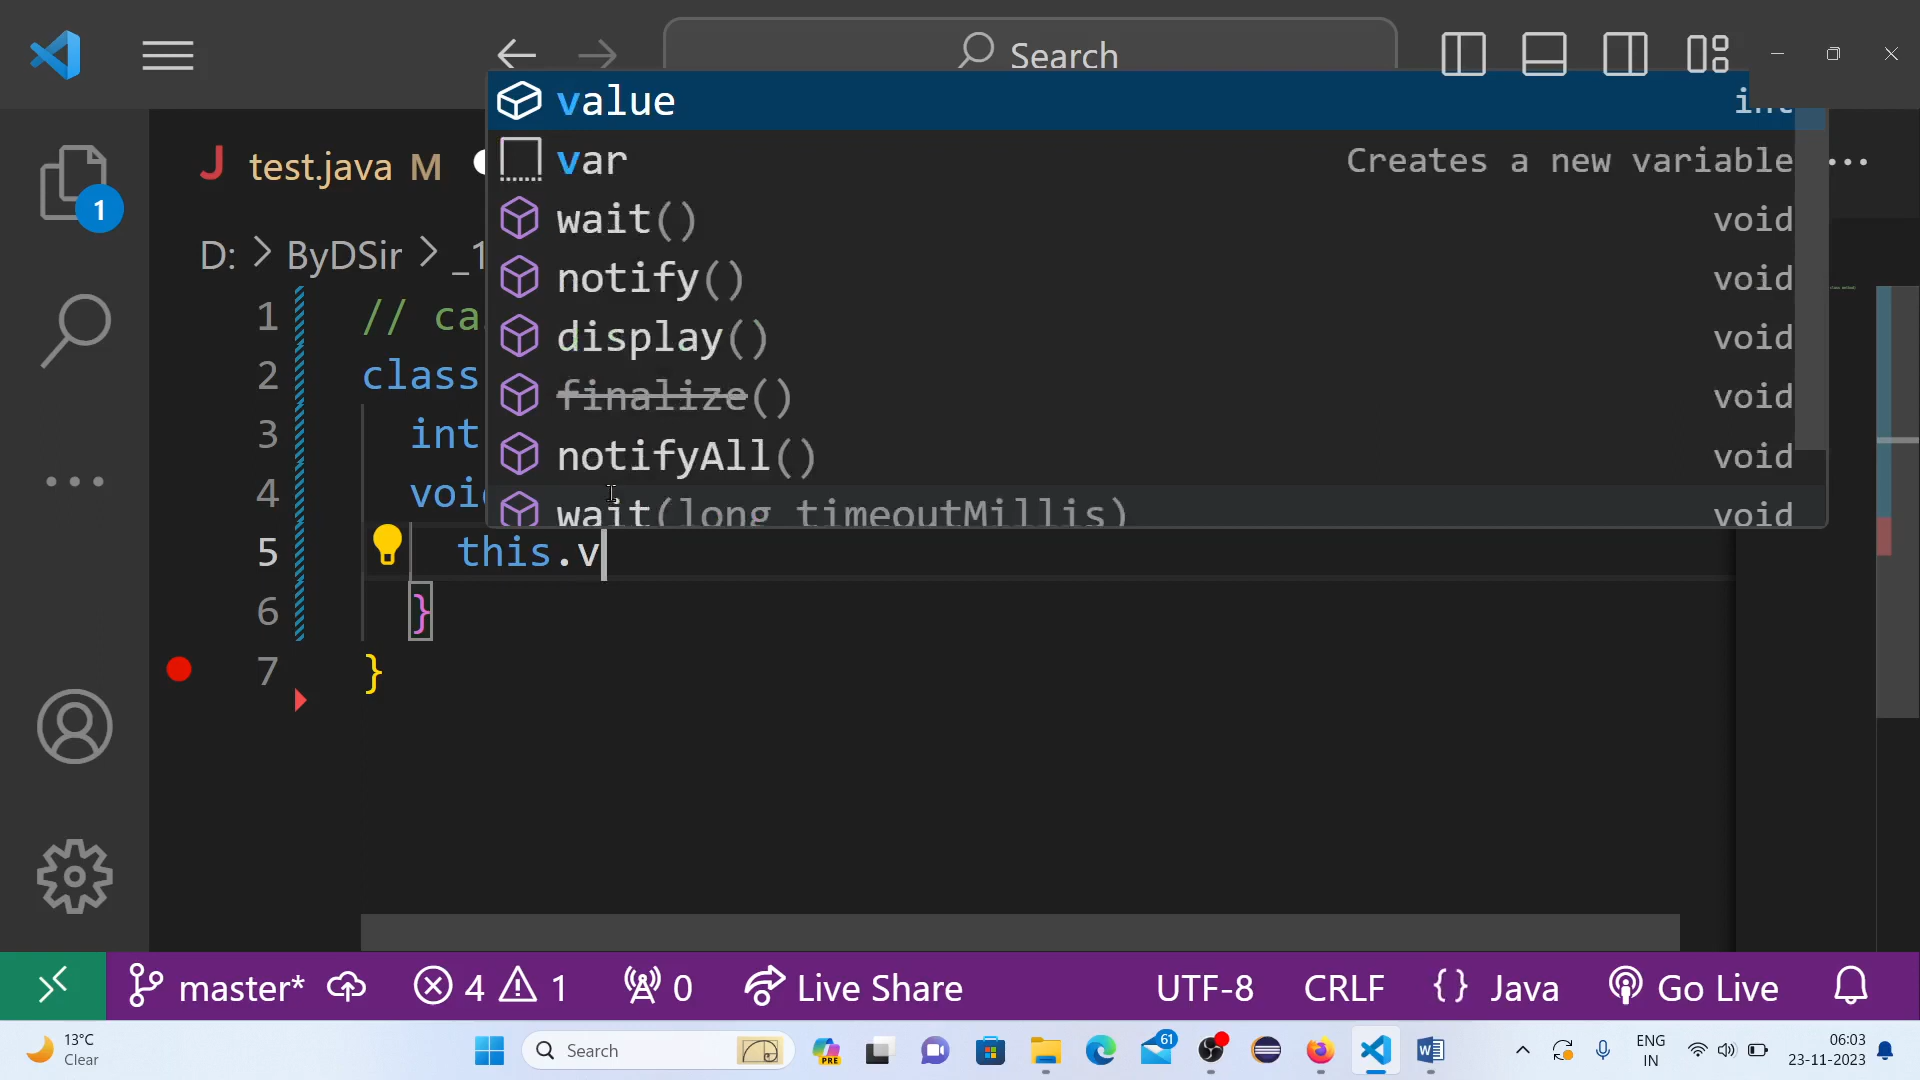 Search
value int
var Creates a new variable
wait() void
notify() void
display() void
finalize() void
notifyAll() void
wait(long timeoutMillis) void
test.java M
D: > ByDSir > _1
1
1 // ca
2 class
3 int
4 voi
5 this.v
6 }
7 }
master* 4 1 0 Live Share UTF-8 CRLF {} Java Go Live
13°C
Clear
Search
PRE
61
ENG
IN
06:03
23-11-2023